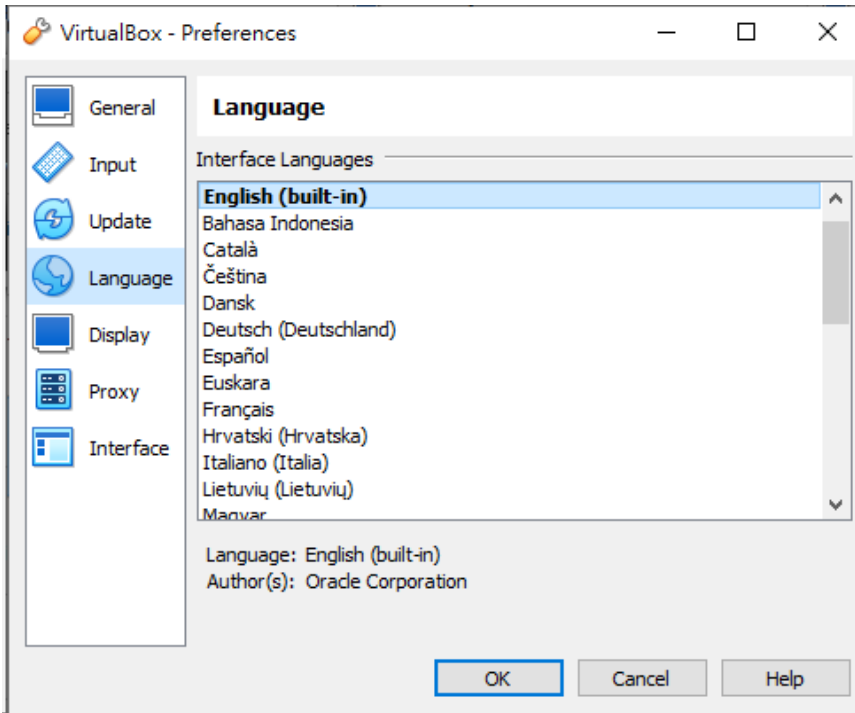 VirtualBox - Preferences
General
Input
Update
Language
Display
Proxy
Interface
Language
Interface Languages
English (built-in)
Bahasa Indonesia
Català
Čeština
Dansk
Deutsch (Deutschland)
Español
Euskara
Français
Hrvatski (Hrvatska)
Italiano (Italia)
Lietuvių (Lietuvių)
Magyar
Language: English (built-in)
Author(s): Oracle Corporation
OK Cancel Help